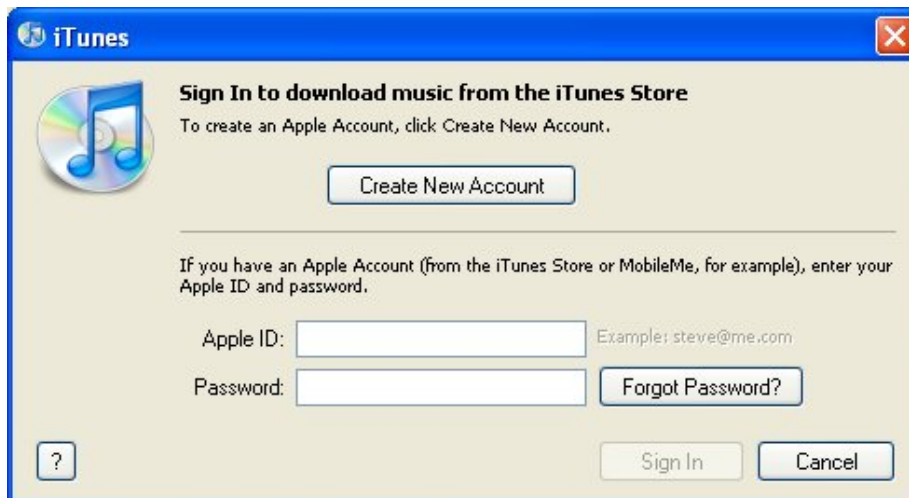 iTunes
Sign In to download music from the iTunes Store
To create an Apple Account, click Create New Account.
Create New Account
If you have an Apple Account (from the iTunes Store or MobileMe, for example), enter your
Apple ID and password.
Apple ID:
Example: steve@me.com
Password:
Forgot Password?
?
Sign In
Cancel